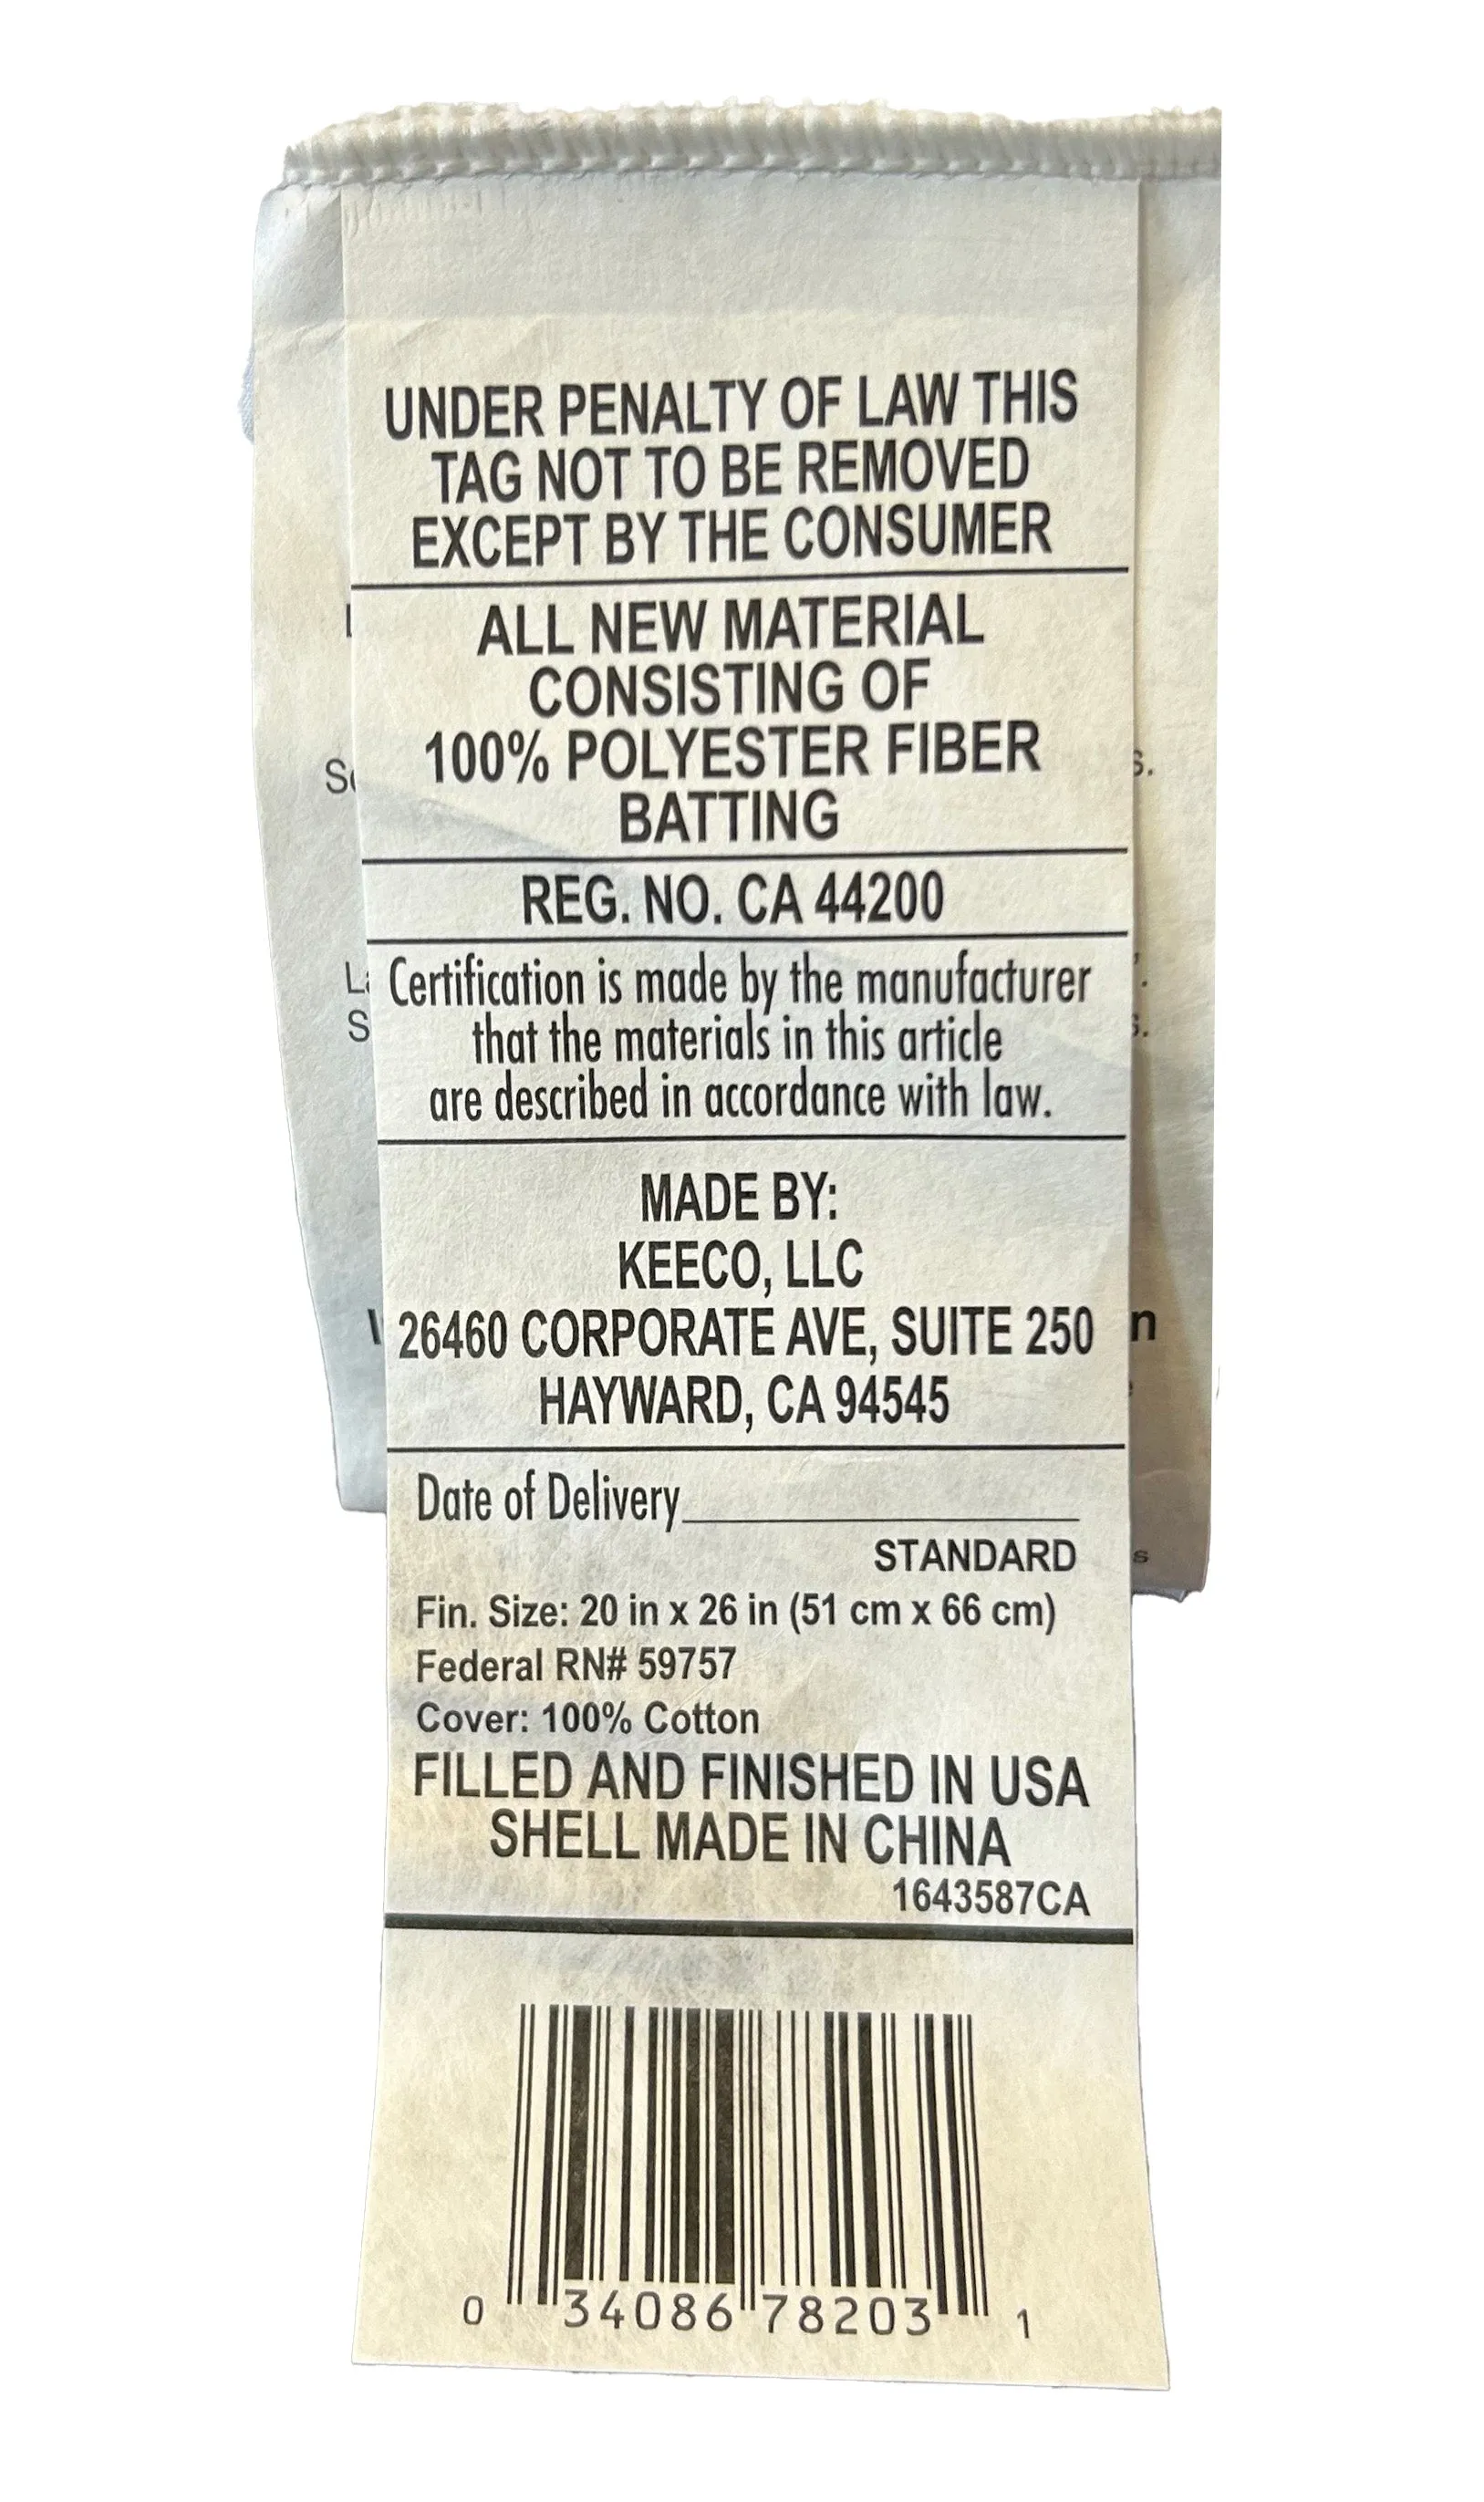 UNDER PENALTY OF LAW THIS
TAG NOT TO BE REMOVED
EXCEPT BY THE CONSUMER
ALL NEW MATERIAL
CONSISTING OF
100% POLYESTER FIBER
BATTING
REG. NO. CA 44200
Certification is made by the manufacturer
that the materials in this article
are described in accordance with law.
MADE BY:
KEECO, LLC
26460 CORPORATE AVE, SUITE 250
HAYWARD, CA 94545
Date of Delivery
STANDARD
Fin. Size: 20 in x 26 in (51 cm x 66 cm)
Federal RN# 59757
Cover: 100% Cotton
FILLED AND FINISHED IN USA
SHELL MADE IN CHINA
1643587CA
0 34086 78203 1